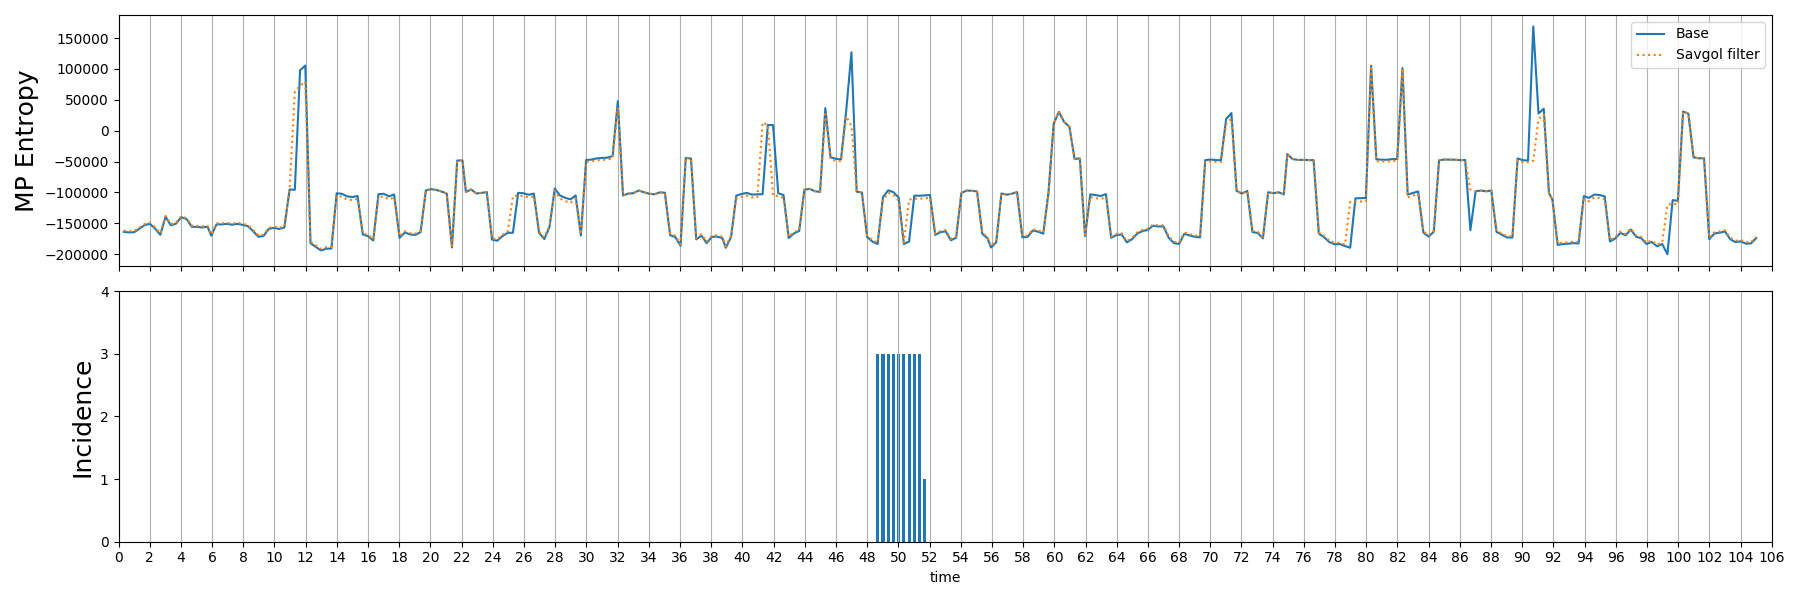 MP Entropy
150000
100000
50000
0
−50000
−100000
−150000
−200000
Base
Savgol filter
Incidence
4
3
2
1
0
0 2 4 6 8 10 12 14 16 18 20 22 24 26 28 30 32 34 36 38 40 42 44 46 48 50 52 54 56 58 60 62 64 66 68 70 72 74 76 78 80 82 84 86 88 90 92 94 96 98 100 102 104 106
time